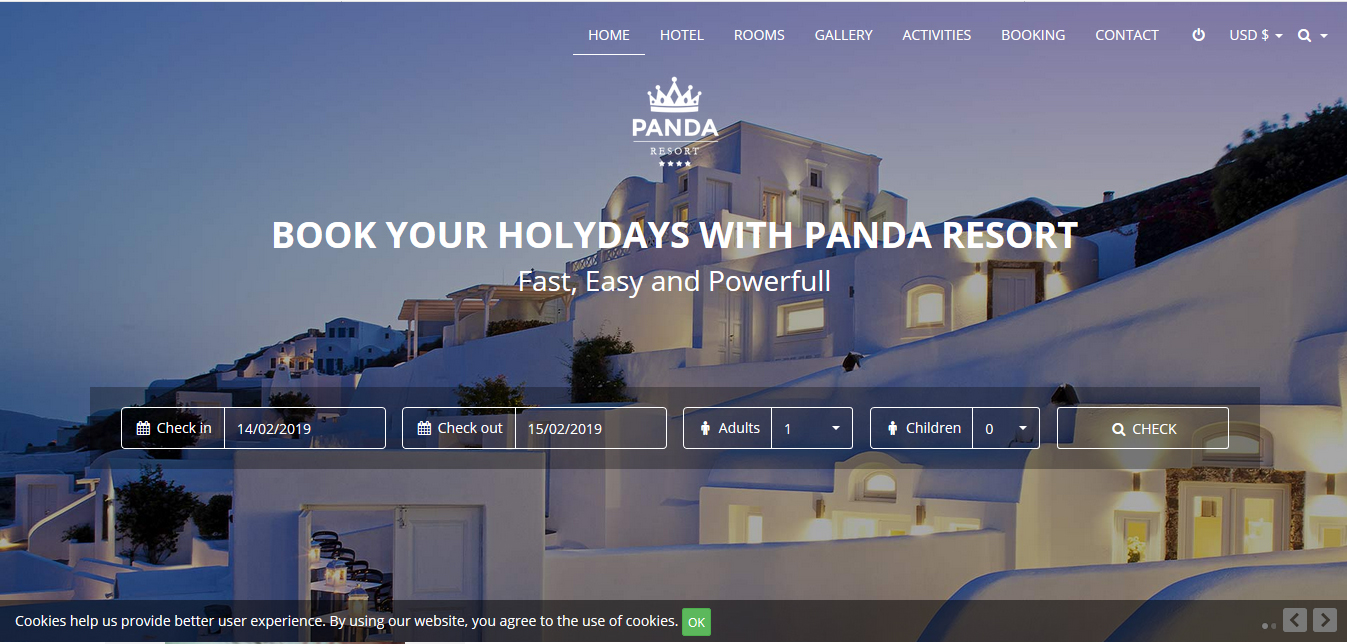 HOME HOTEL ROOMS GALLERY ACTIVITIES BOOKING CONTACT USD $
PANDA
RESORT
BOOK YOUR HOLYDAYS WITH PANDA RESORT
Fast, Easy and Powerfull
Check in 14/02/2019 Check out 15/02/2019 Adults 1 Children 0 CHECK
Cookies help us provide better user experience. By using our website, you agree to the use of cookies. OK